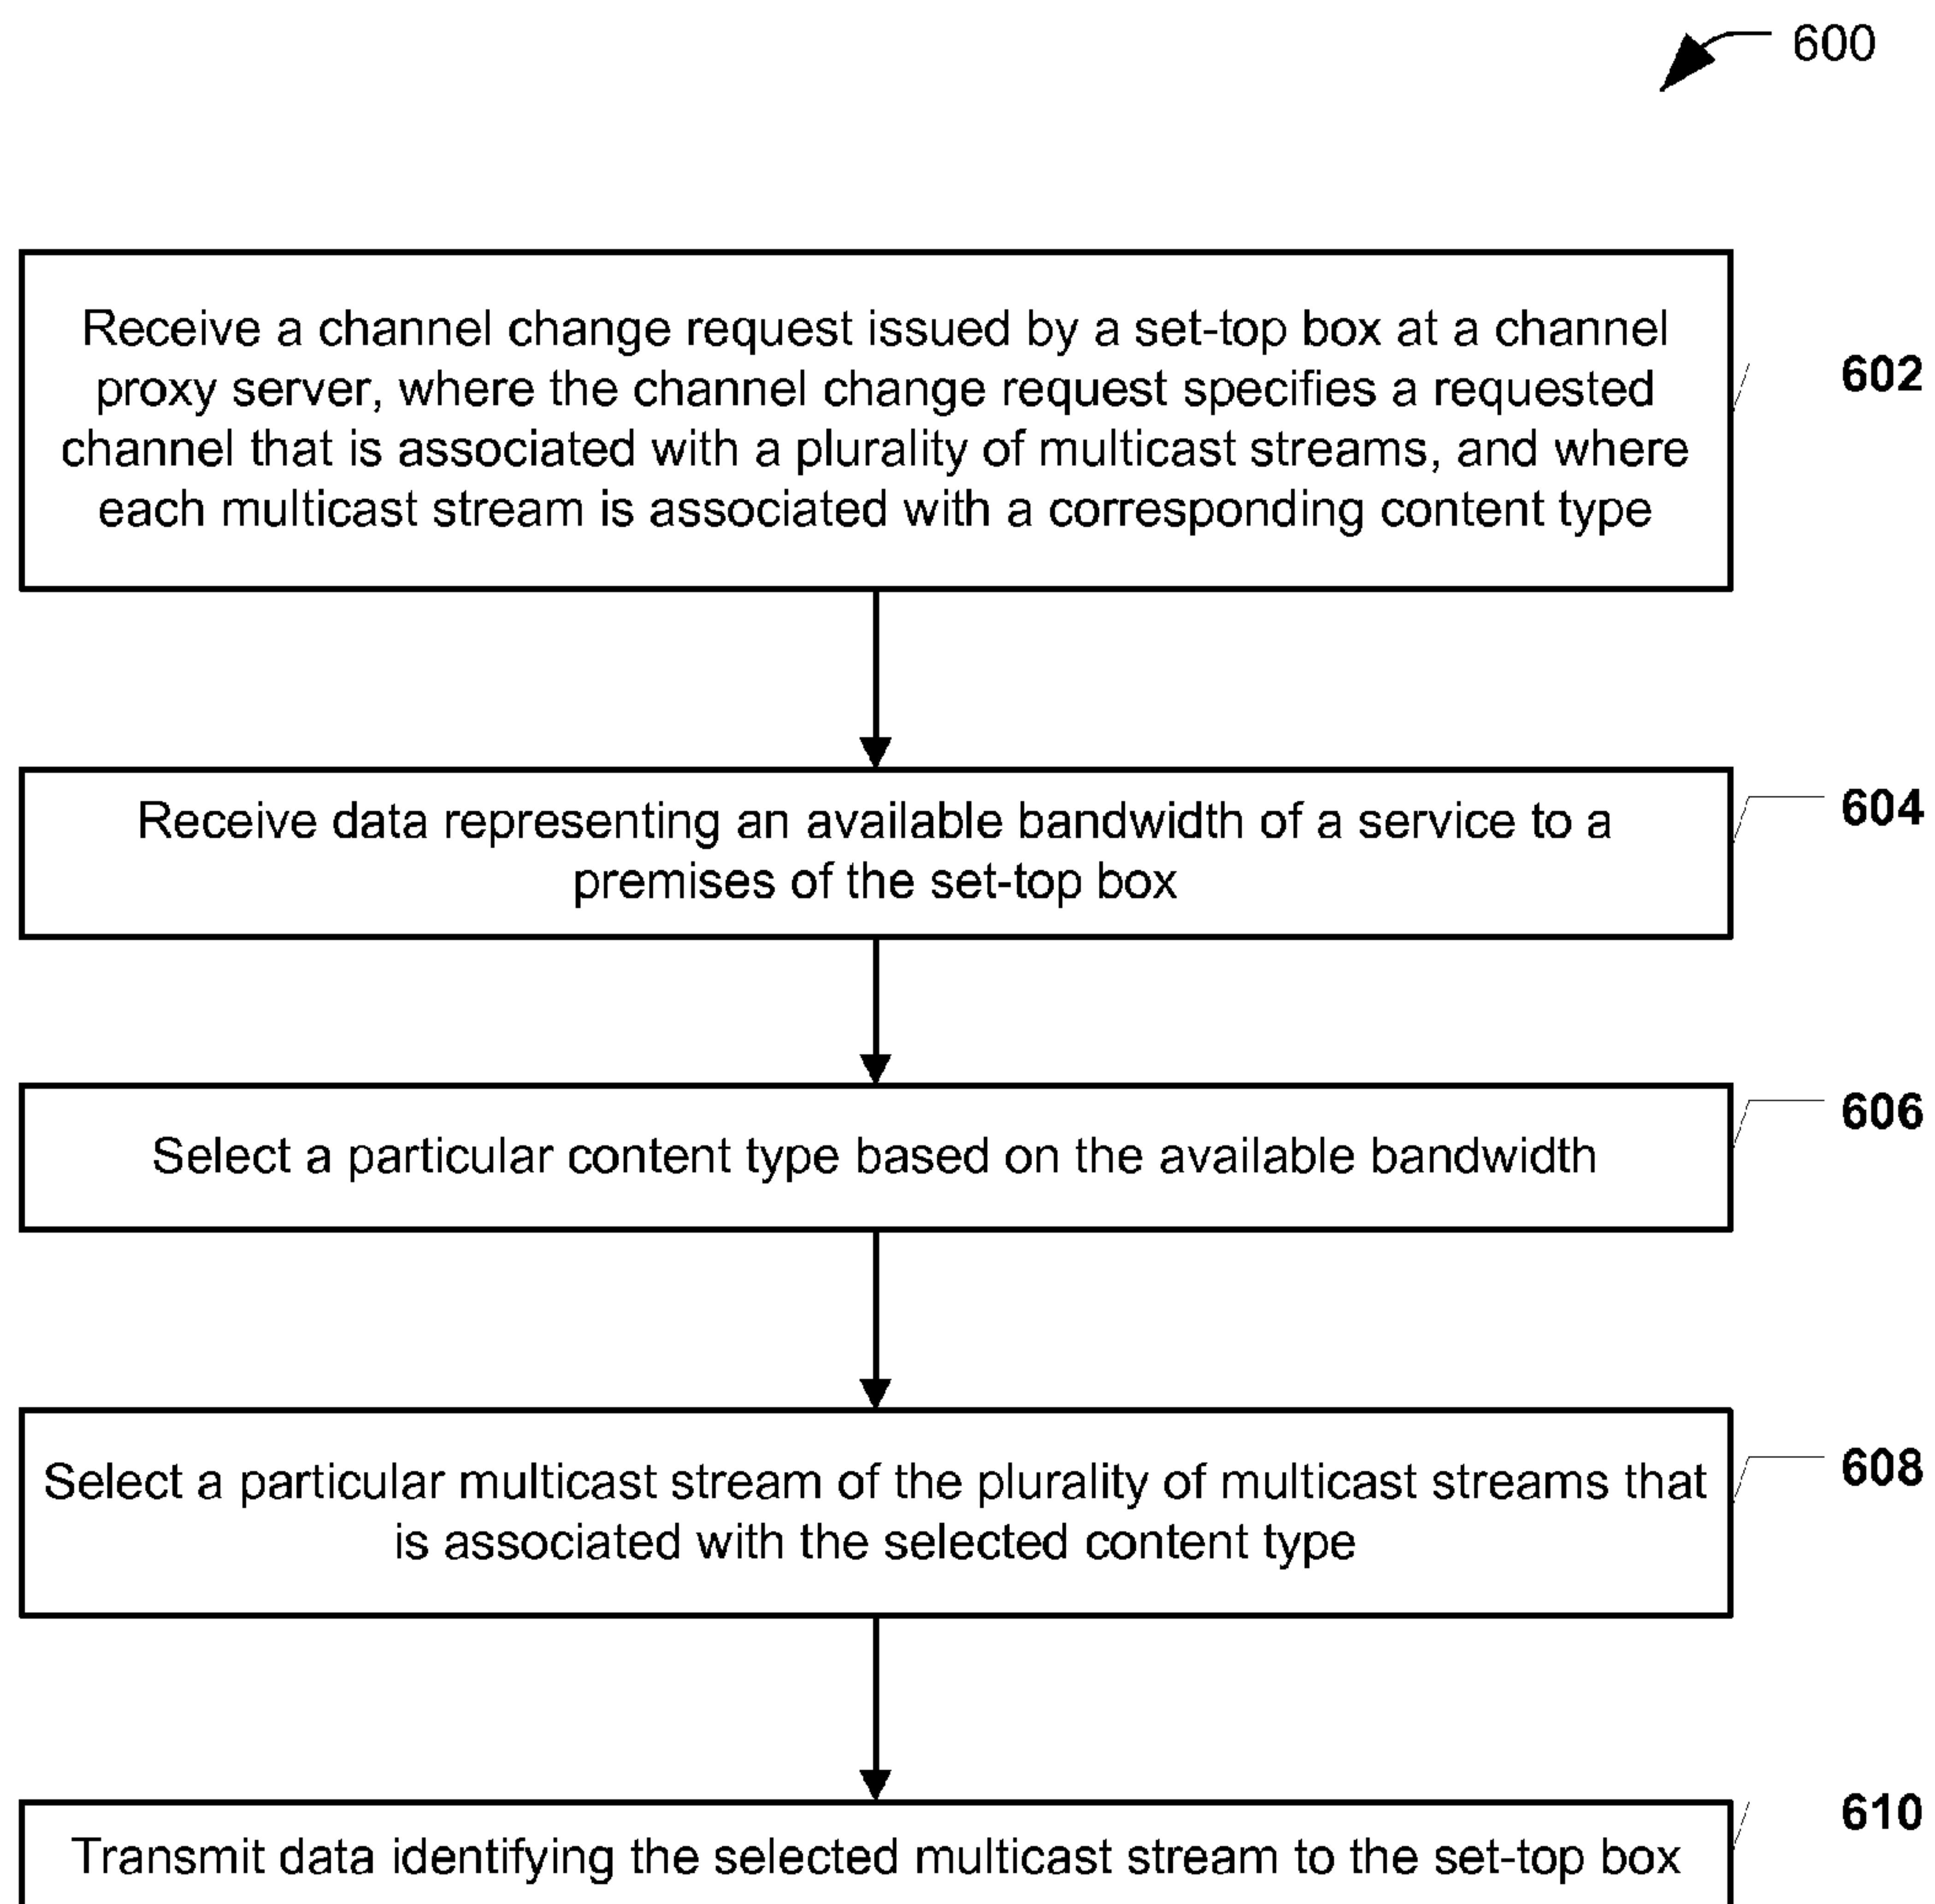 600
Receive a channel change request issued by a set-top box at a channel
proxy server, where the channel change request specifies a requested
channel that is associated with a plurality of multicast streams, and where
each multicast stream is associated with a corresponding content type
602
Receive data representing an available bandwidth of a service to a
premises of the set-top box
604
Select a particular content type based on the available bandwidth
606
Select a particular multicast stream of the plurality of multicast streams that
is associated with the selected content type
608
Transmit data identifying the selected multicast stream to the set-top box
610